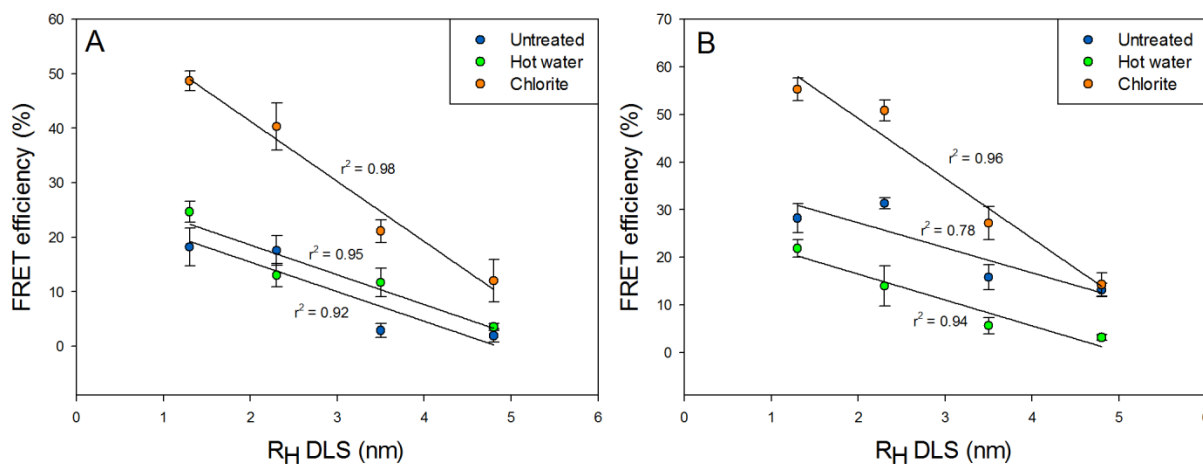 A
Untreated
Hot water
Chlorite
60
50
40
30
20
10
0
FRET efficiency (%)
r² = 0.98
r² = 0.95
r² = 0.92
0 1 2 3 4 5 6
R_H DLS (nm)
B
Untreated
Hot water
Chlorite
70
60
50
40
30
20
10
0
FRET efficiency (%)
r² = 0.96
r² = 0.78
r² = 0.94
0 1 2 3 4 5 6
R_H DLS (nm)